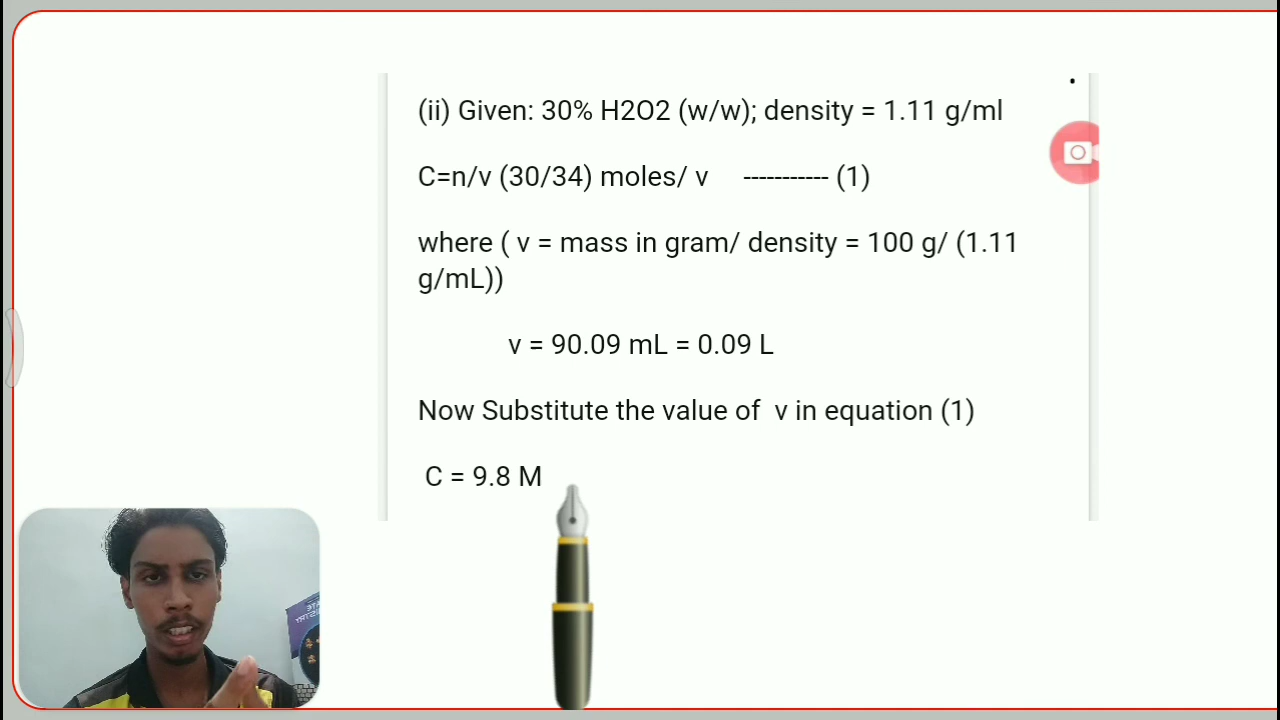 (ii) Given: 30% H2O2 (w/w); density = 1.11 g/ml
C=n/v (30/34) moles/ v ----------- (1)
where ( v = mass in gram/ density = 100 g/ (1.11
g/mL))
v = 90.09 mL = 0.09 L
Now Substitute the value of v in equation (1)
C = 9.8 M